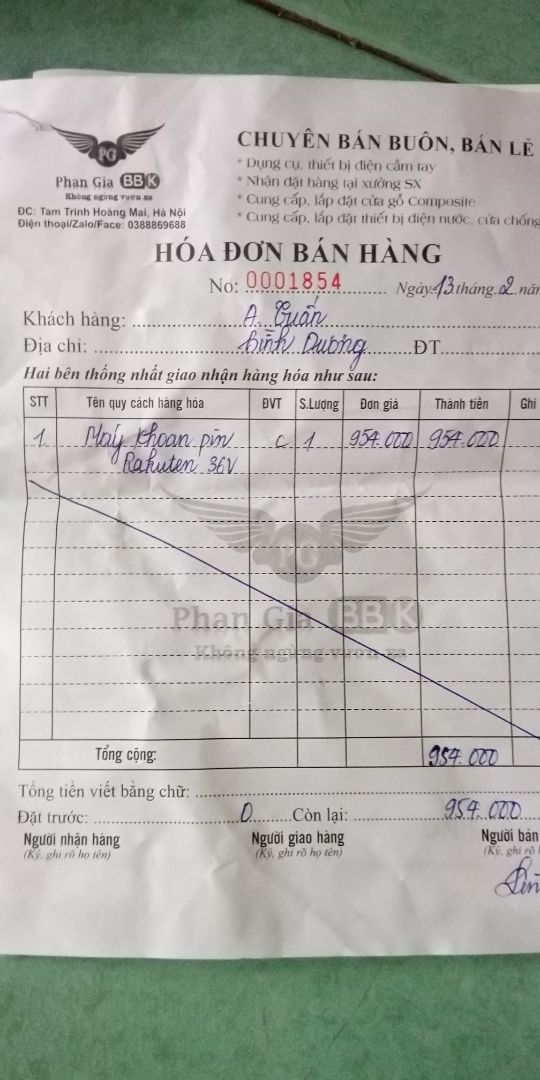 PG
Phan Gia BBK
Không ngừng vươn xa
ĐC: Tam Trinh Hoàng Mai, Hà Nội
Điện thoại/Zalo/Face: 0388869688
CHUYÊN BÁN BUÔN, BÁN LẺ
* Dụng cụ, thiết bị điện cầm tay
* Nhận đặt hàng tại xưởng SX
* Cung cấp, lắp đặt cửa gỗ Composite
* Cung cấp, lắp đặt thiết bị điện nước, cửa chống
HÓA ĐƠN BÁN HÀNG
No: 0001854 Ngày 13 tháng 2 năm
Khách hàng: A. Tuấn
Địa chỉ: Bình Dương ĐT
Hai bên thống nhất giao nhận hàng hóa như sau:
STT Tên quy cách hàng hóa ĐVT S.Lượng Đơn giá Thành tiền Ghi
1 Máy khoan pin C 1 954.000 954.000
Rakuten 36V
PG
Phan Gia BBK
Không ngừng vươn xa
Tổng cộng: 954.000
Tổng tiền viết bằng chữ:
Đặt trước: 0 Còn lại: 954.000
Người nhận hàng Người giao hàng Người bán
(Ký, ghi rõ họ tên) (Ký, ghi rõ họ tên) (Ký, ghi rõ